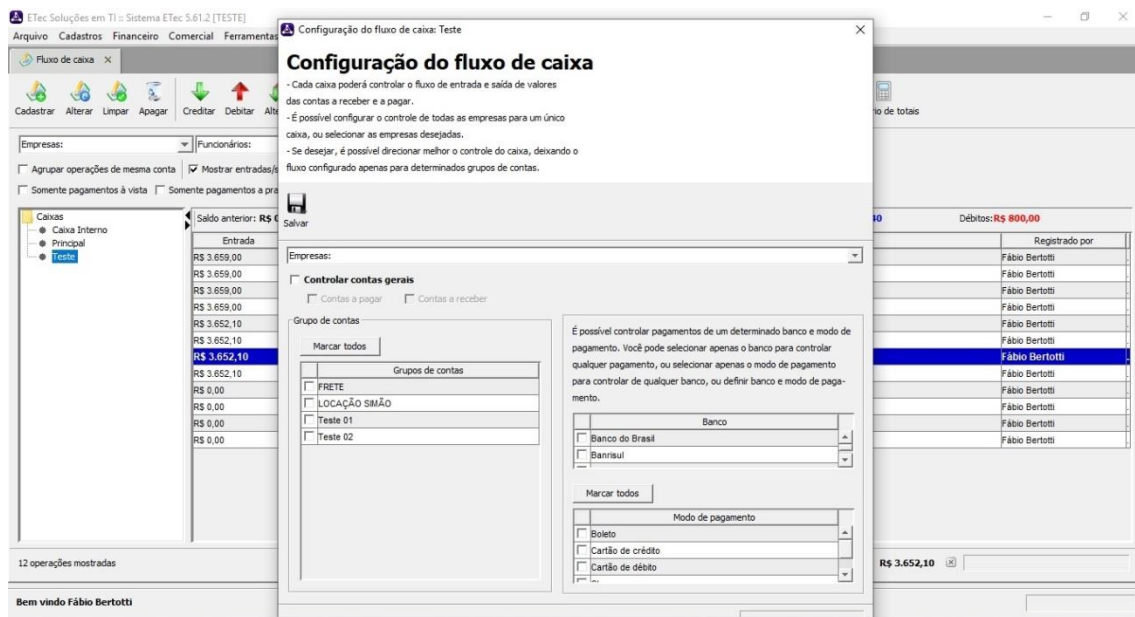 ETec Soluções em TI :: Sistema ETec 5.61.2 [TESTE]
Arquivo Cadastros Financeiro Comercial Ferramentas
Fluxo de caixa
Cadastrar Alterar Limpar Apagar Creditar Debitar
Empresas: Funcionários:
Agrupar operações de mesma conta Mostrar entradas/s
Somente pagamentos à vista Somente pagamentos a pra
Caixas
Caixa Interno
Principal
Teste
Saldo anterior: R$
Entrada
R$ 3.659,00
R$ 3.659,00
R$ 3.659,00
R$ 3.659,00
R$ 3.652,10
R$ 3.652,10
R$ 3.652,10
R$ 3.652,10
R$ 0,00
R$ 0,00
R$ 0,00
R$ 0,00
12 operações mostradas
Bem vindo Fábio Bertotti
Configuração do fluxo de caixa: Teste
Configuração do fluxo de caixa
- Cada caixa poderá controlar o fluxo de entrada e saída de valores
das contas a receber e a pagar.
- É possível configurar o controle de todas as empresas para um único
caixa, ou selecionar as empresas desejadas.
- Se desejar, é possível direcionar melhor o controle do caixa, deixando o
fluxo configurado apenas para determinados grupos de contas.
Salvar
Empresas:
Controlar contas gerais
Contas a pagar Contas a receber
Grupo de contas
Marcar todos
Grupos de contas
FRETE
LOCAÇÃO SIMÃO
Teste 01
Teste 02
É possível controlar pagamentos de um determinado banco e modo de
pagamento. Você pode selecionar apenas o banco para controlar
qualquer pagamento, ou selecionar apenas o modo de pagamento
para controlar de qualquer banco, ou definir banco e modo de paga-
mento.
Banco
Banco do Brasil
Banrisul
Marcar todos
Modo de pagamento
Boleto
Cartão de crédito
Cartão de débito
io de totais
40 Débitos: R$ 800,00
Registrado por
Fábio Bertotti
Fábio Bertotti
Fábio Bertotti
Fábio Bertotti
Fábio Bertotti
Fábio Bertotti
Fábio Bertotti
Fábio Bertotti
Fábio Bertotti
Fábio Bertotti
Fábio Bertotti
Fábio Bertotti
R$ 3.652,10